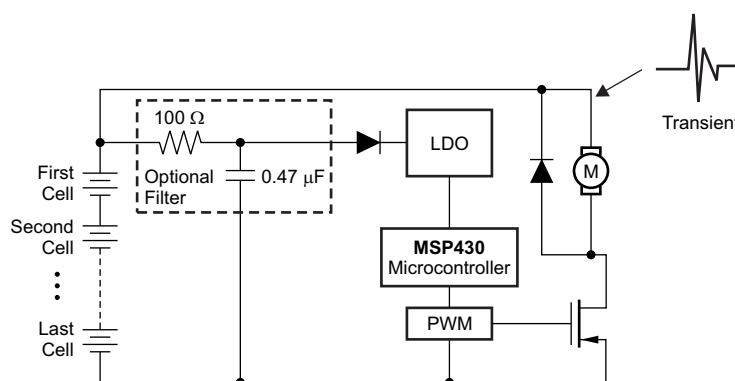 Transient
100 Ω
Optional
Filter
0.47 μF
LDO
M
First
Cell
Second
Cell
MSP430
Microcontroller
PWM
Last
Cell